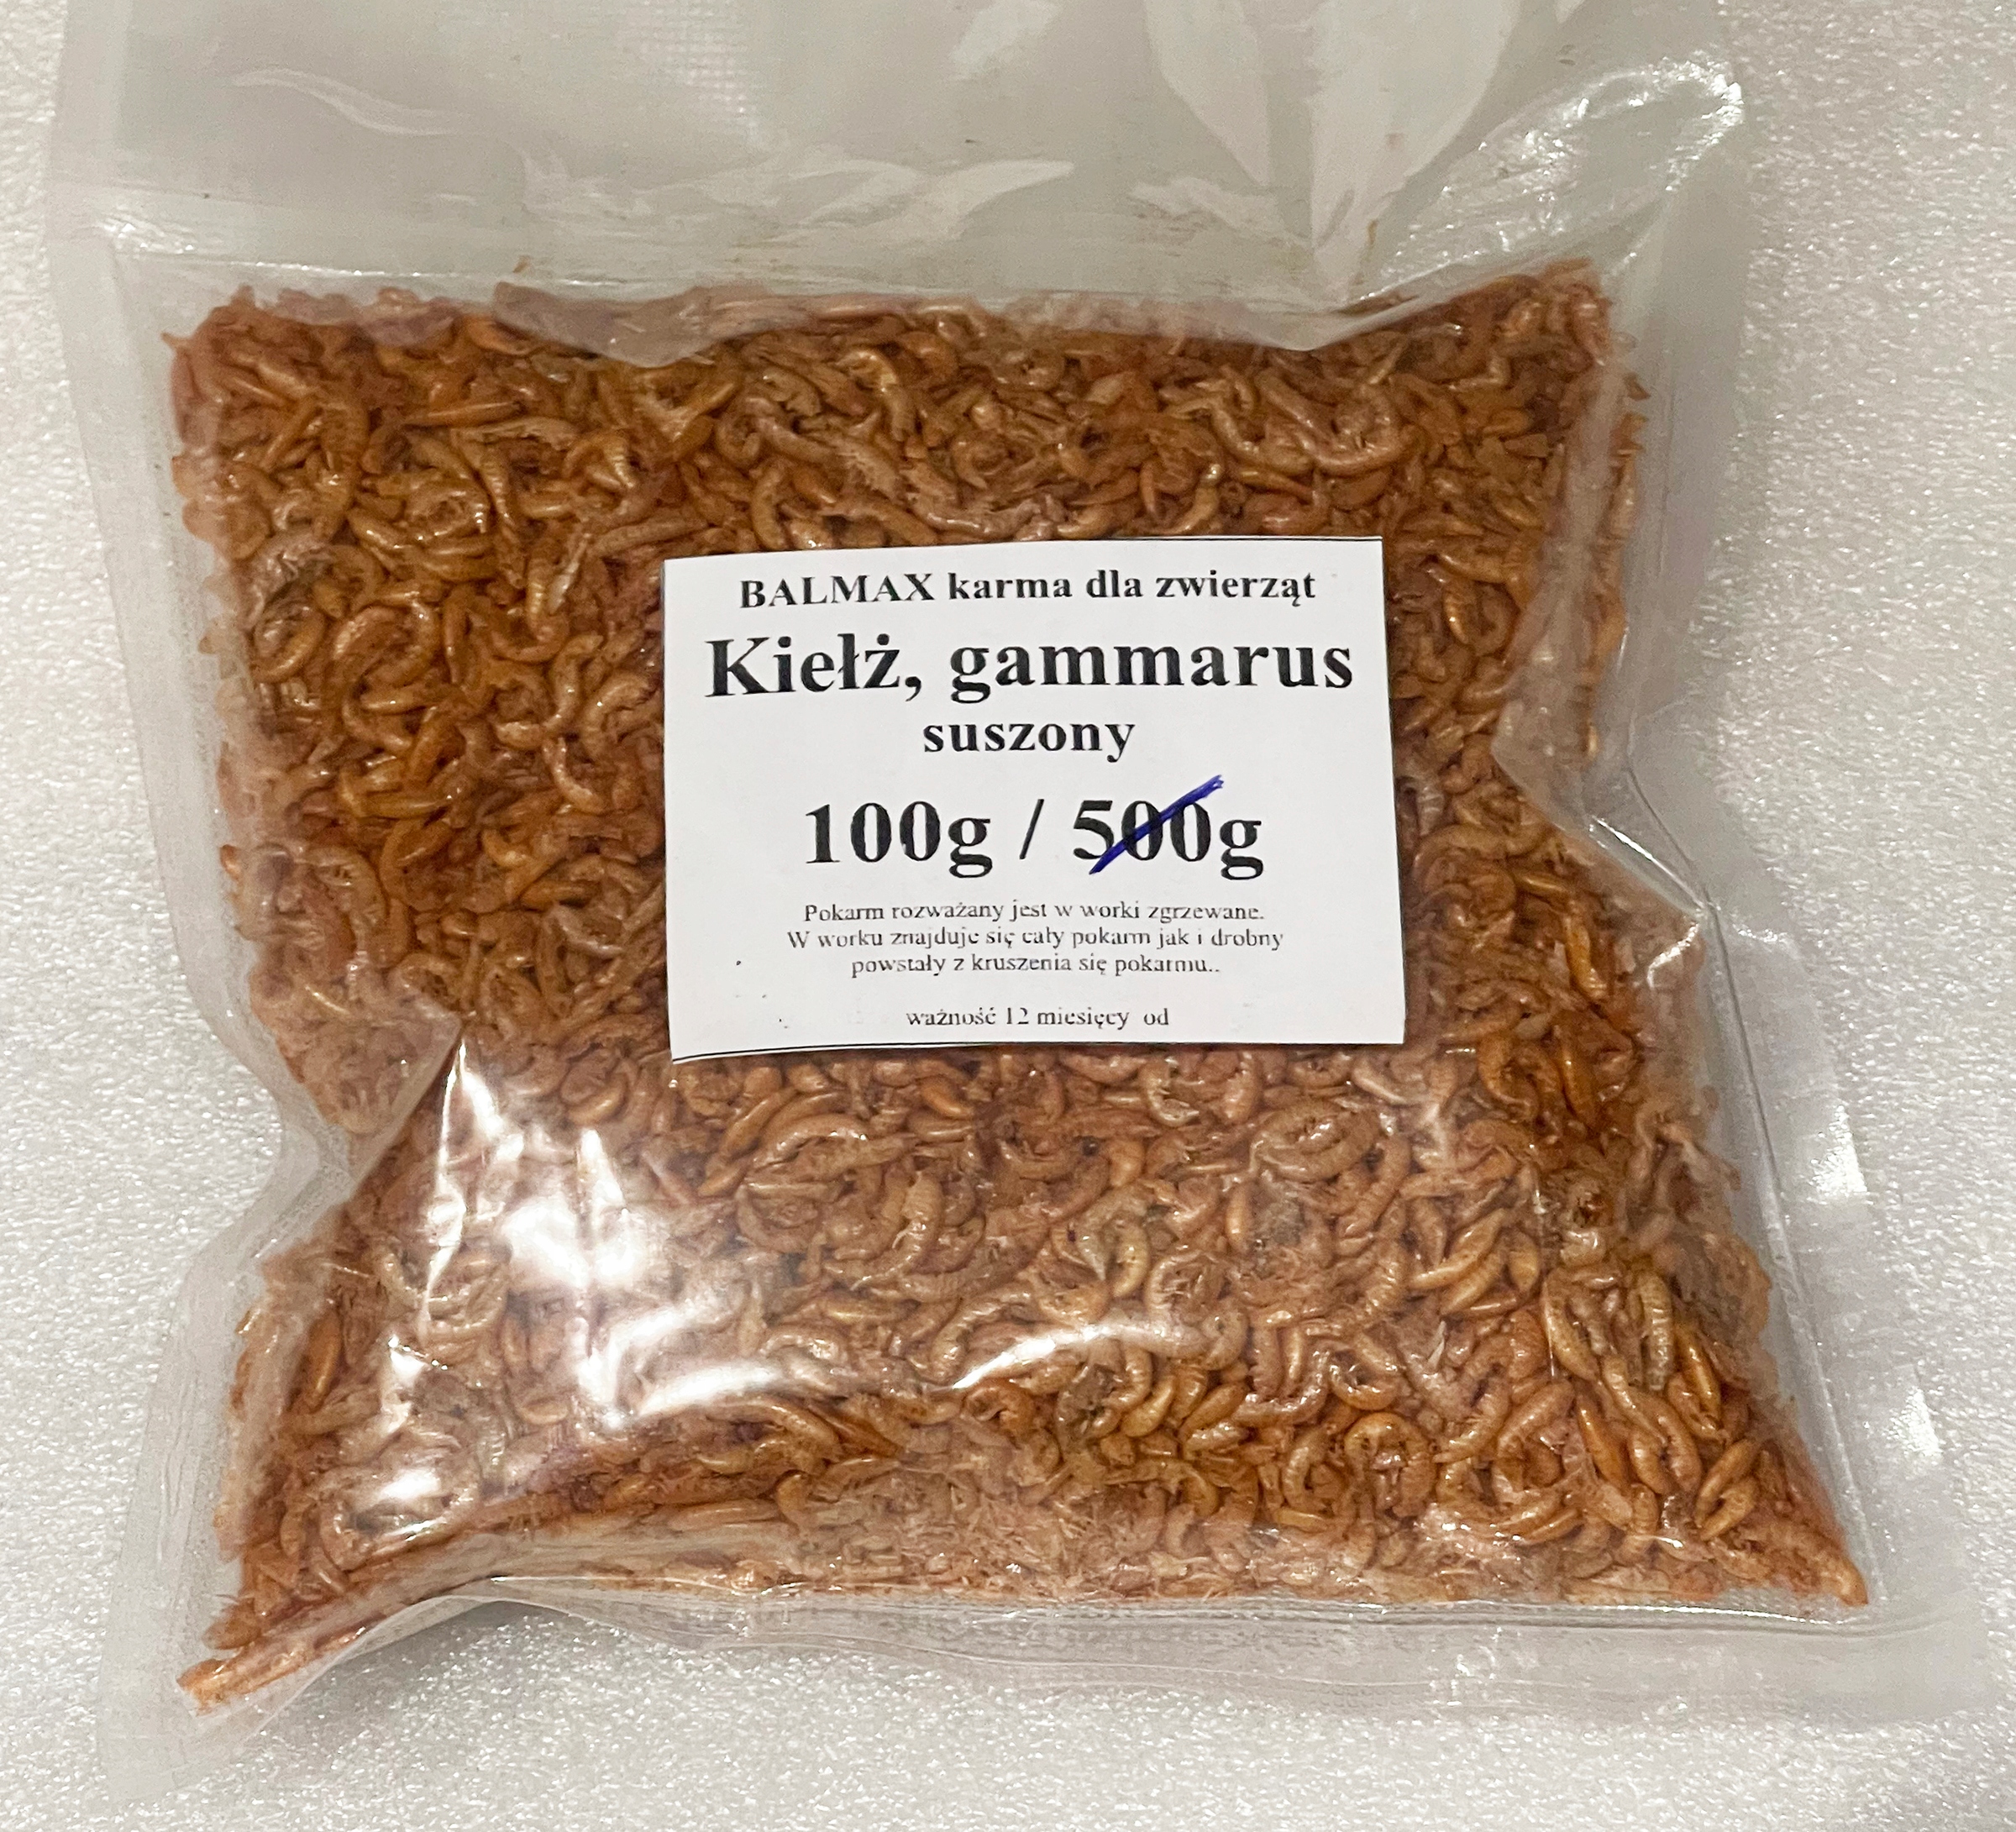 BALMAX karma dla zwierząt
Kiełż, gammarus
suszony
100g / 500g
Pokarm rozważany jest w worki zgrzewane.
W worku znajduje się cały pokarm jak i drobny
powstały z kruszenia się pokarmu..
ważność 12 miesięcy od